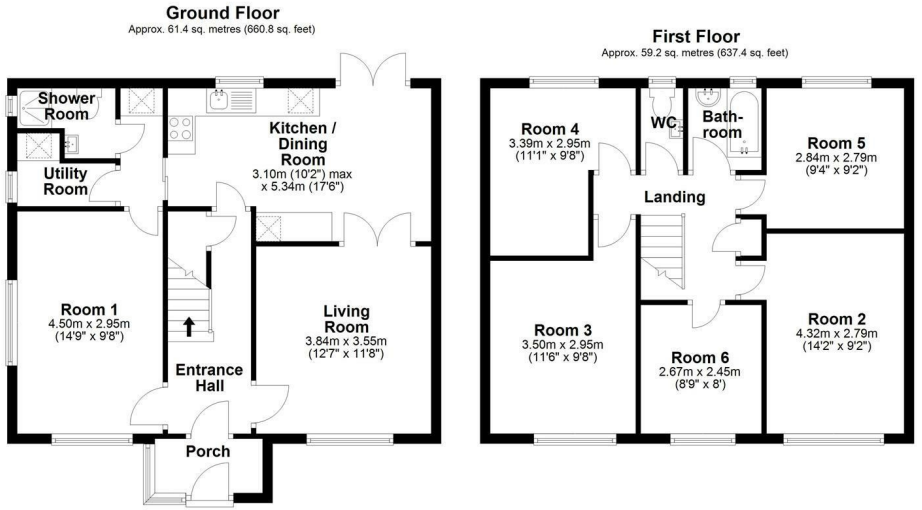 Ground Floor
Approx. 61.4 sq. metres (660.8 sq. feet)
Shower
Room
Utility
Room
Kitchen /
Dining
Room
3.10m (10'2") max
x 5.34m (17'6")
Room 1
4.50m x 2.95m
(14'9" x 9'8")
Living
Room
3.84m x 3.55m
(12'7" x 11'8")
Entrance
Hall
Porch
First Floor
Approx. 59.2 sq. metres (637.4 sq. feet)
Room 4
3.39m x 2.95m
(11'1" x 9'8")
WC
Bath-
room
Room 5
2.84m x 2.79m
(9'4" x 9'2")
Landing
Room 3
3.50m x 2.95m
(11'6" x 9'8")
Room 2
4.32m x 2.79m
(14'2" x 9'2")
Room 6
2.67m x 2.45m
(8'9" x 8')